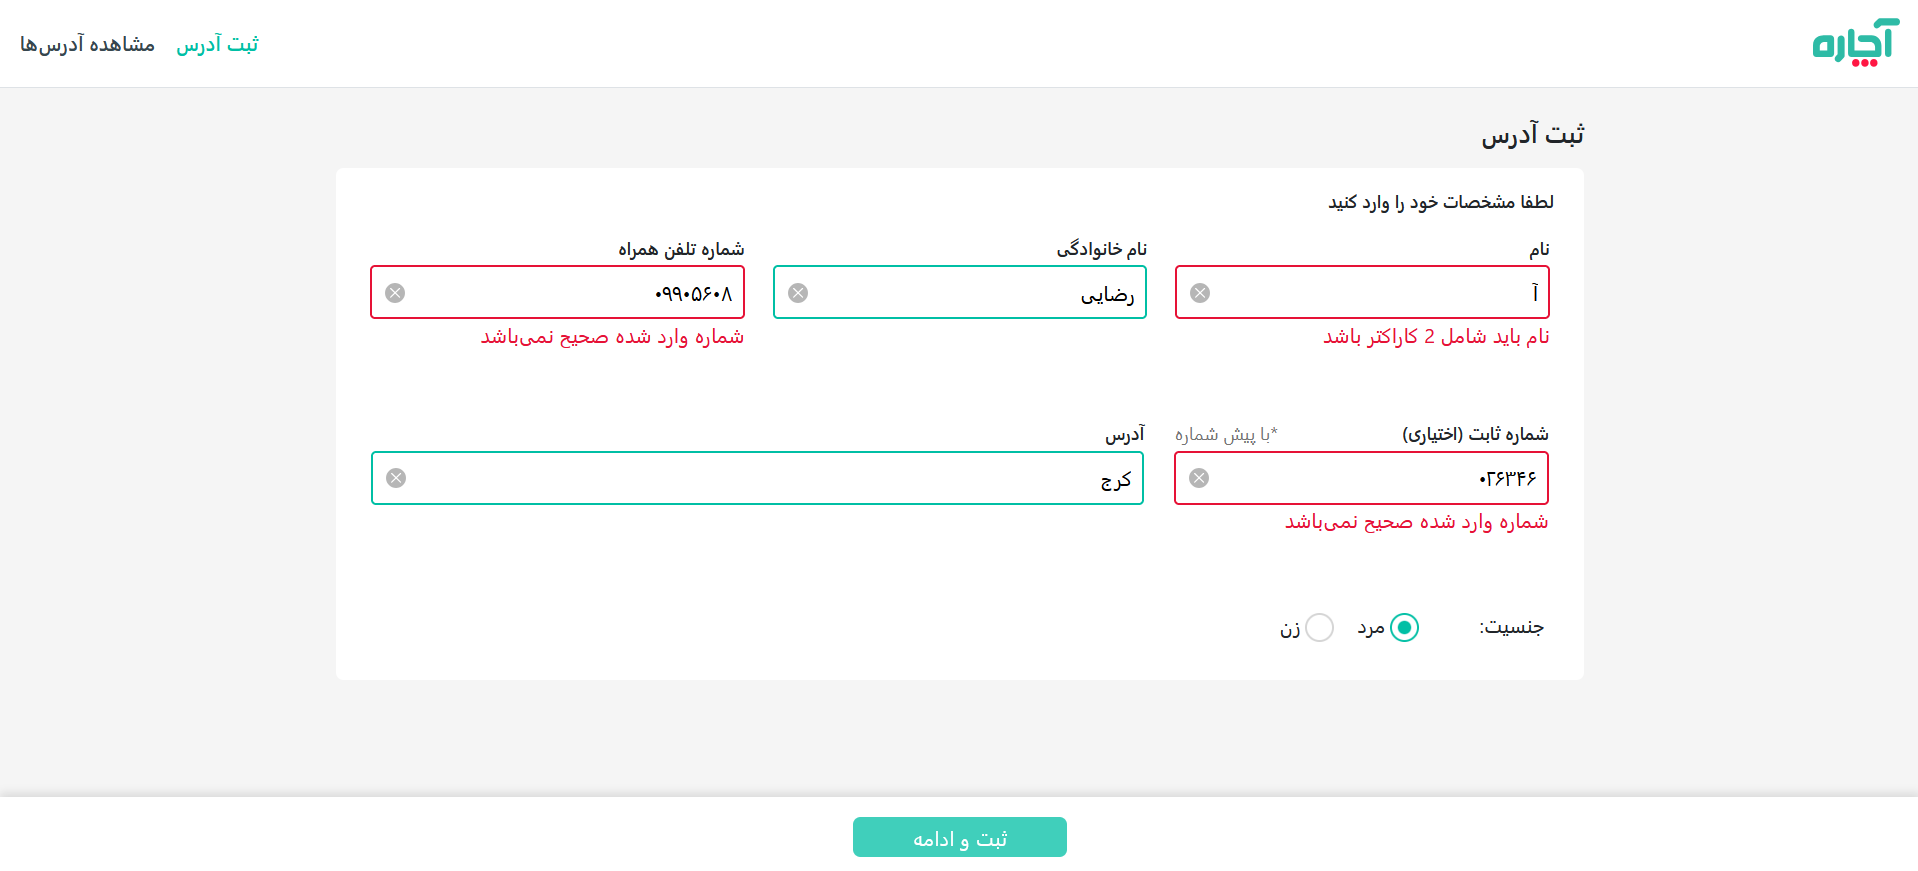 آچاره
ثبت آدرس
مشاهده آدرس‌ها
ثبت آدرس
لطفا مشخصات خود را وارد کنید
نام
نام خانوادگی
شماره تلفن همراه
آ
رضایی
۰۹۹۰۵۶۰۸
نام باید شامل 2 کاراکتر باشد
شماره وارد شده صحیح نمی‌باشد
شماره ثابت (اختیاری)
*با پیش شماره
آدرس
۰۲۶۳۴۶
کرج
شماره وارد شده صحیح نمی‌باشد
جنسیت:
مرد
زن
ثبت و ادامه